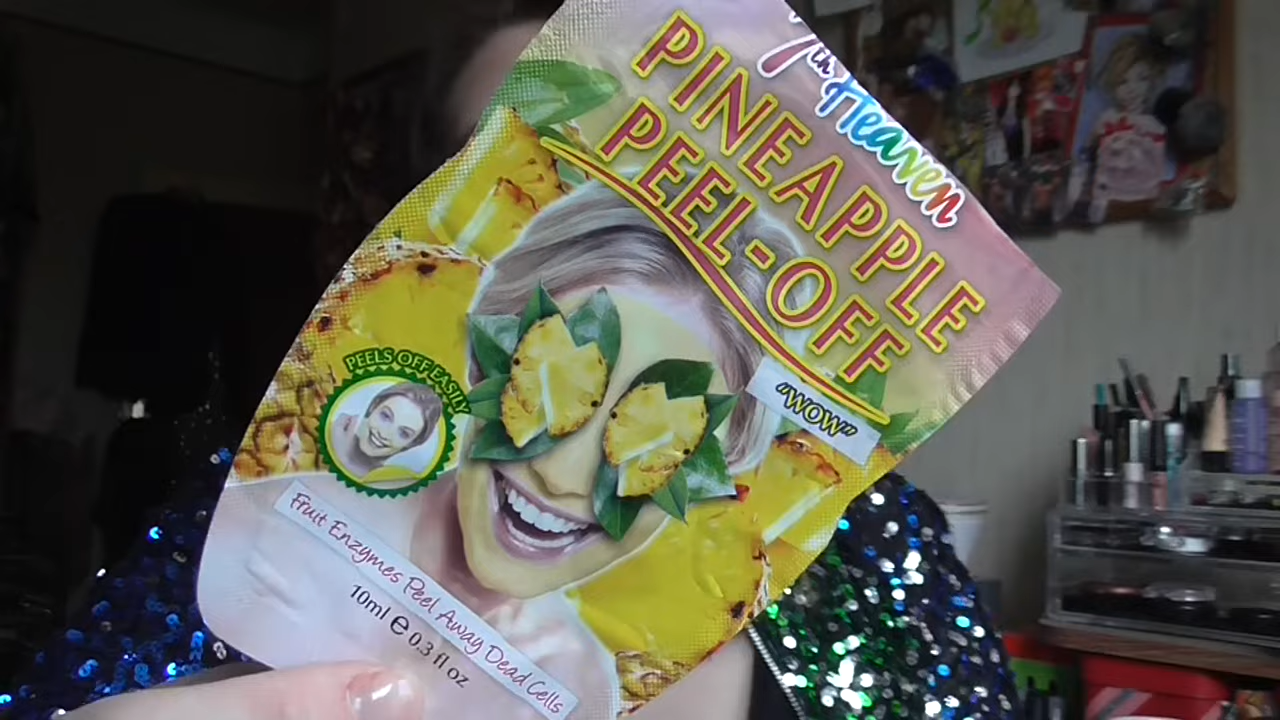 7th Heaven
PINEAPPLE
PEEL-OFF
"WOW"
PEELS OFF EASILY
Fruit Enzymes Peel Away Dead Cells
10ml ℮ 0.3 fl oz